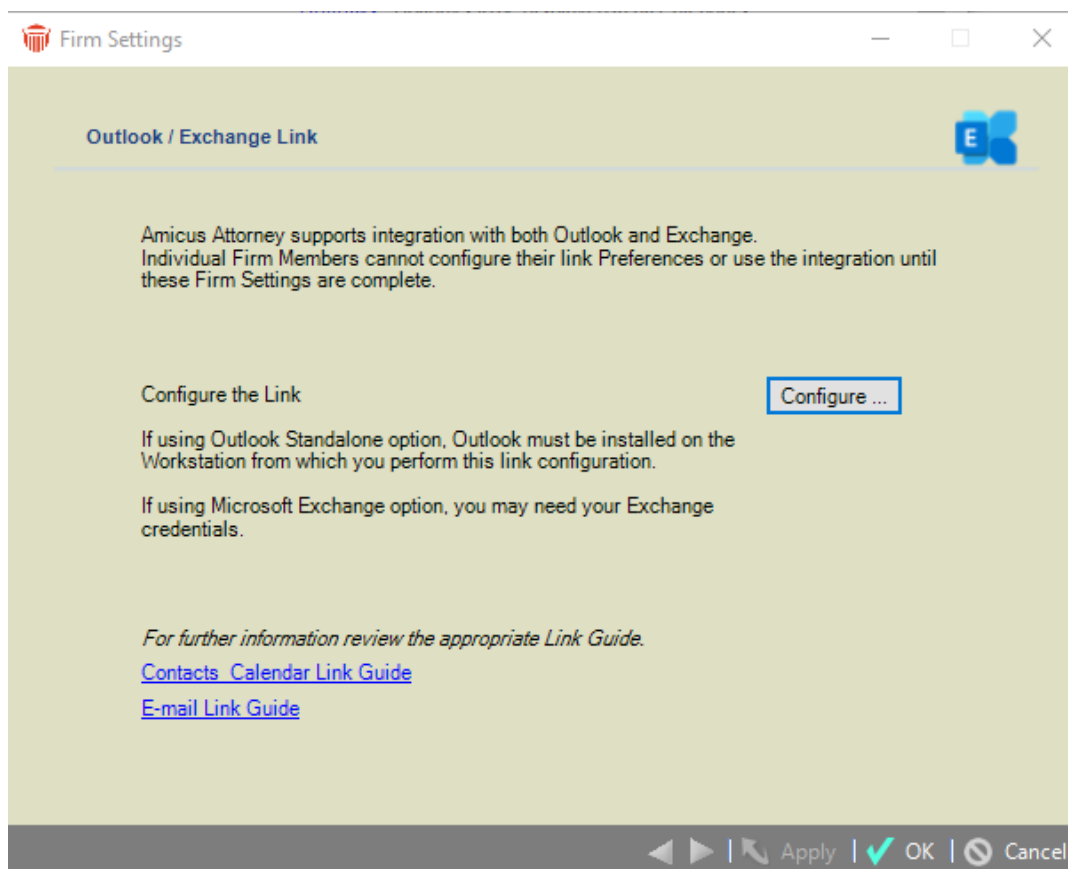 Firm Settings
Outlook / Exchange Link
E
Amicus Attorney supports integration with both Outlook and Exchange.
Individual Firm Members cannot configure their link Preferences or use the integration until
these Firm Settings are complete.
Configure the Link
Configure ...
If using Outlook Standalone option, Outlook must be installed on the
Workstation from which you perform this link configuration.
If using Microsoft Exchange option, you may need your Exchange
credentials.
For further information review the appropriate Link Guide.
Contacts  Calendar Link Guide
E-mail Link Guide
Apply | OK | Cancel